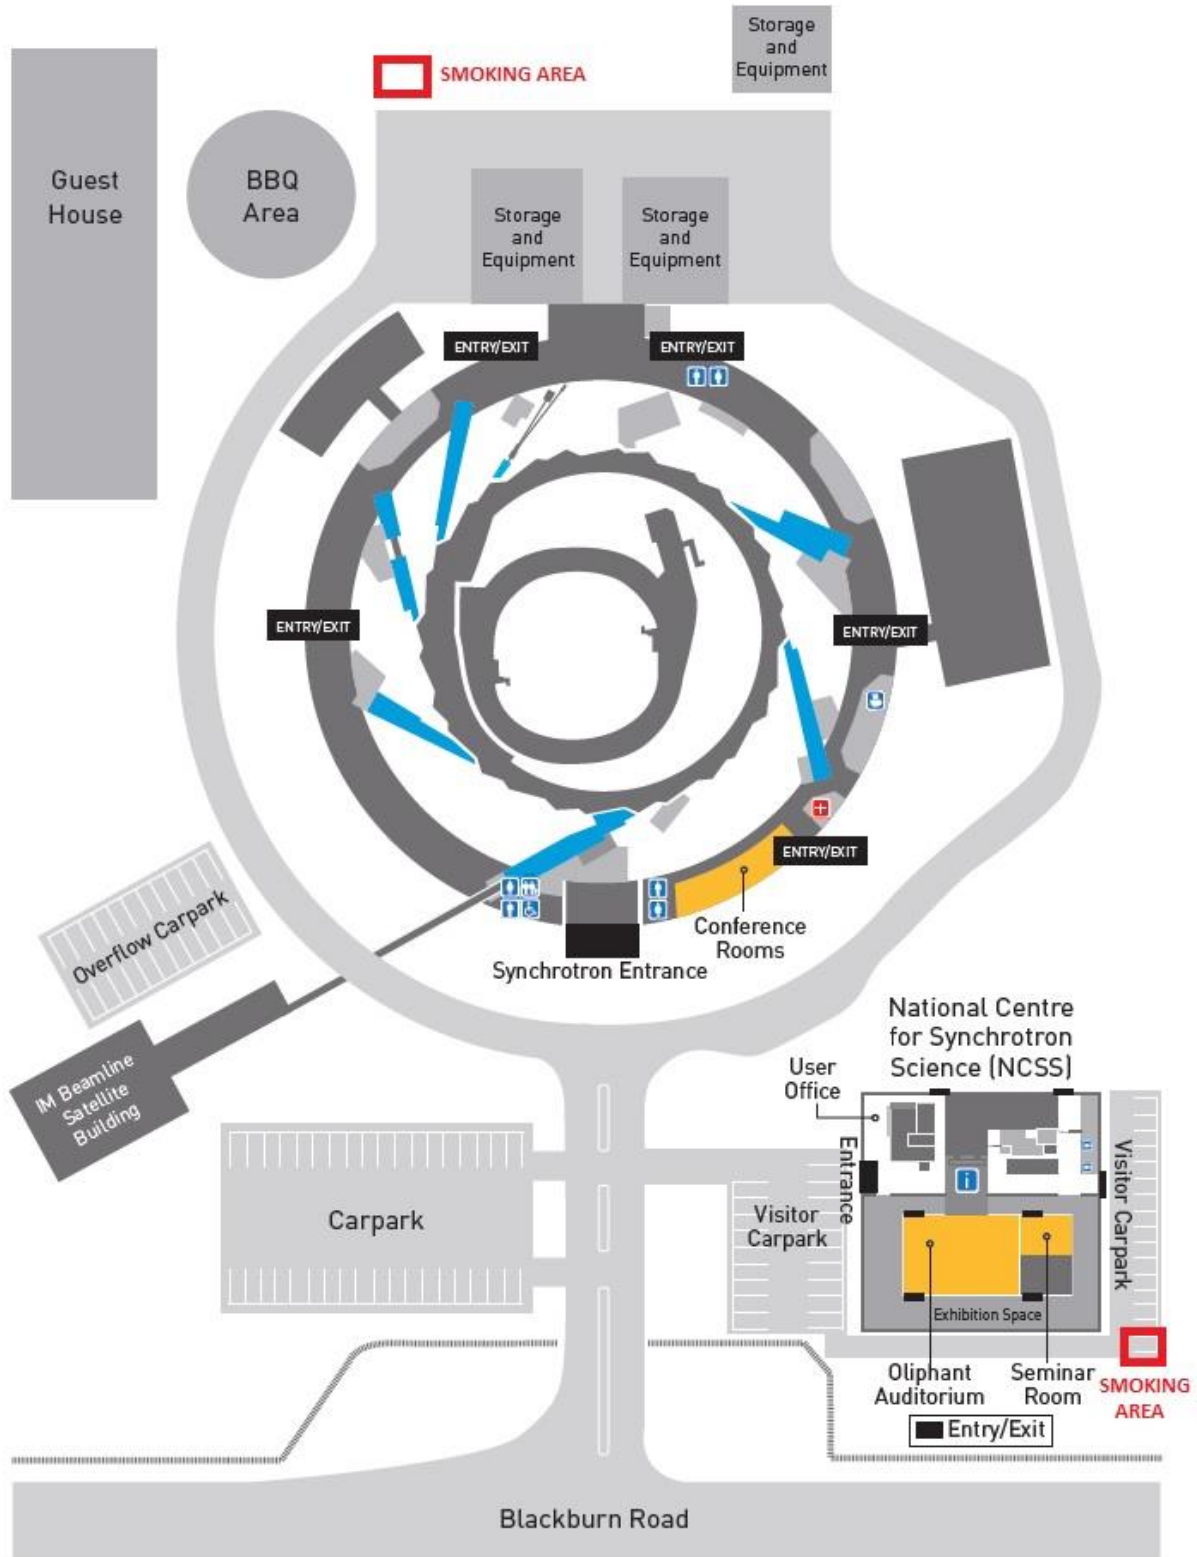 Storage
and
Equipment
SMOKING AREA
Guest
House
BBQ
Area
Storage
and
Equipment
Storage
and
Equipment
ENTRY/EXIT
ENTRY/EXIT
ENTRY/EXIT
ENTRY/EXIT
ENTRY/EXIT
Conference
Rooms
Synchrotron Entrance
Overflow Carpark
IM Beamline
Satellite
Building
National Centre
for Synchrotron
Science (NCSS)
User
Office
Entrance
i
Visitor Carpark
Carpark
Visitor
Carpark
Exhibition Space
Oliphant
Auditorium
Seminar
Room
SMOKING
AREA
Entry/Exit
Blackburn Road